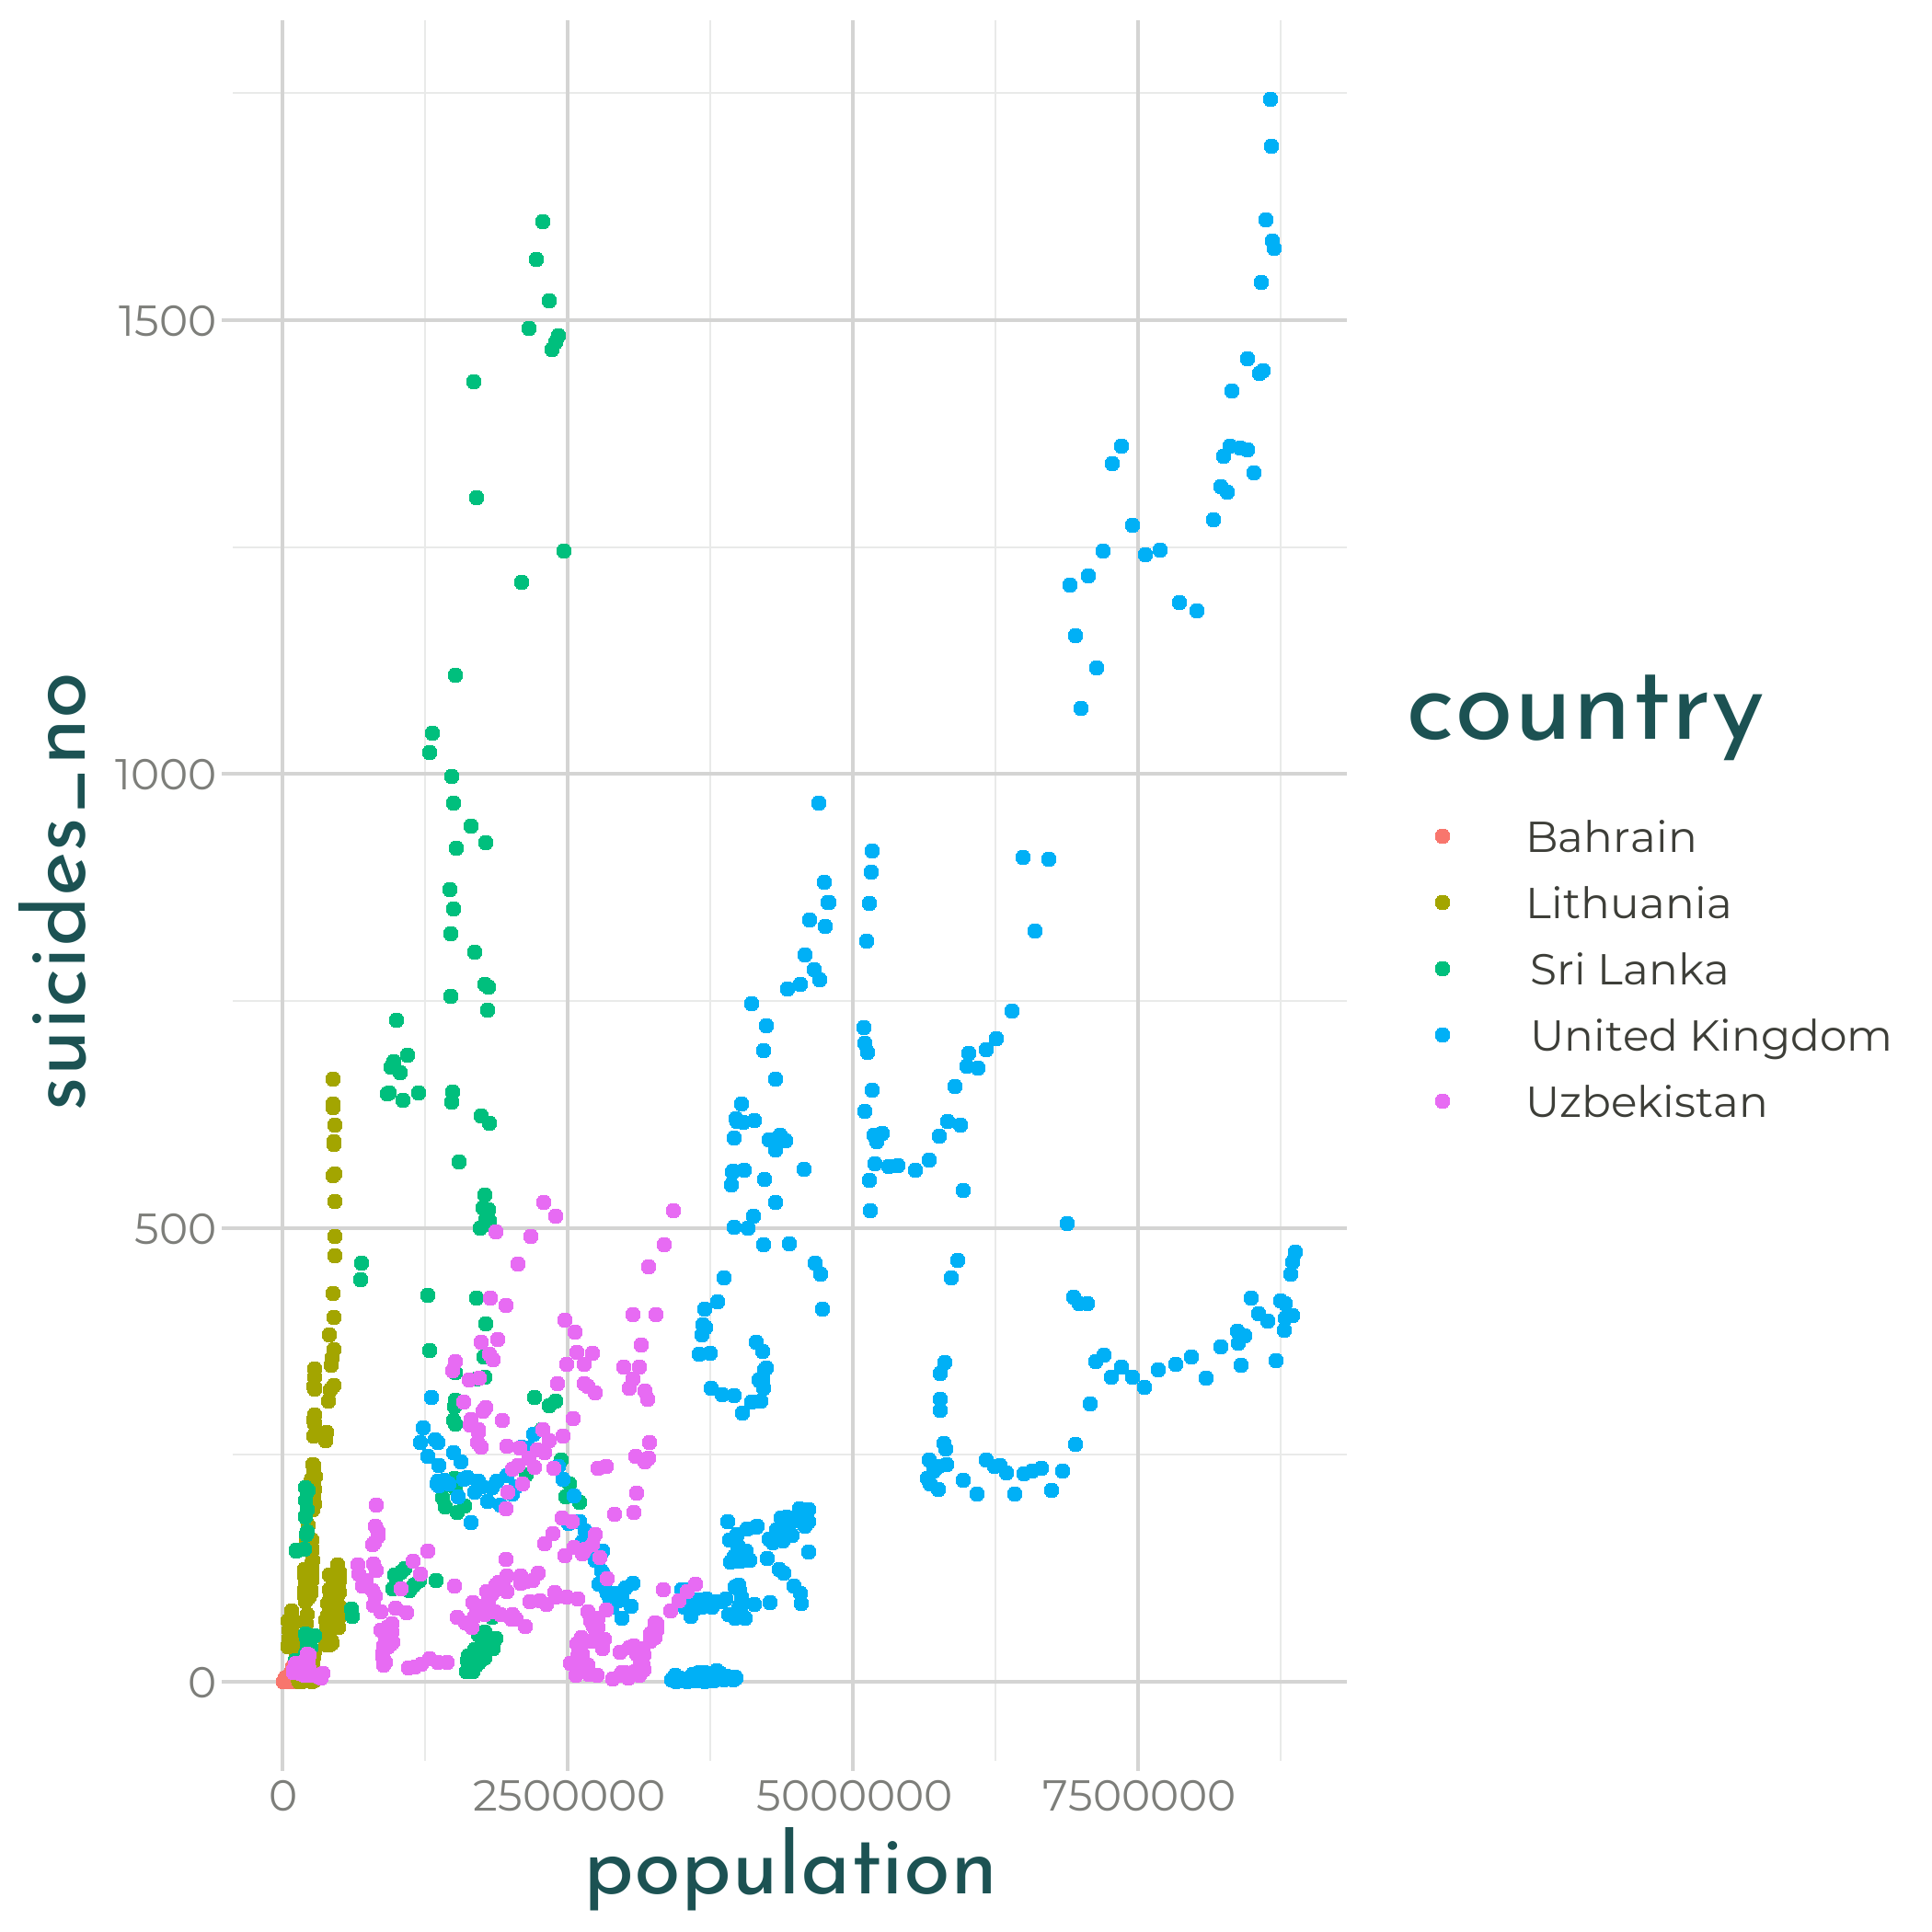 suicides_no
1500
1000
500
0
0 2500000 5000000 7500000
population
country
Bahrain
Lithuania
Sri Lanka
United Kingdom
Uzbekistan